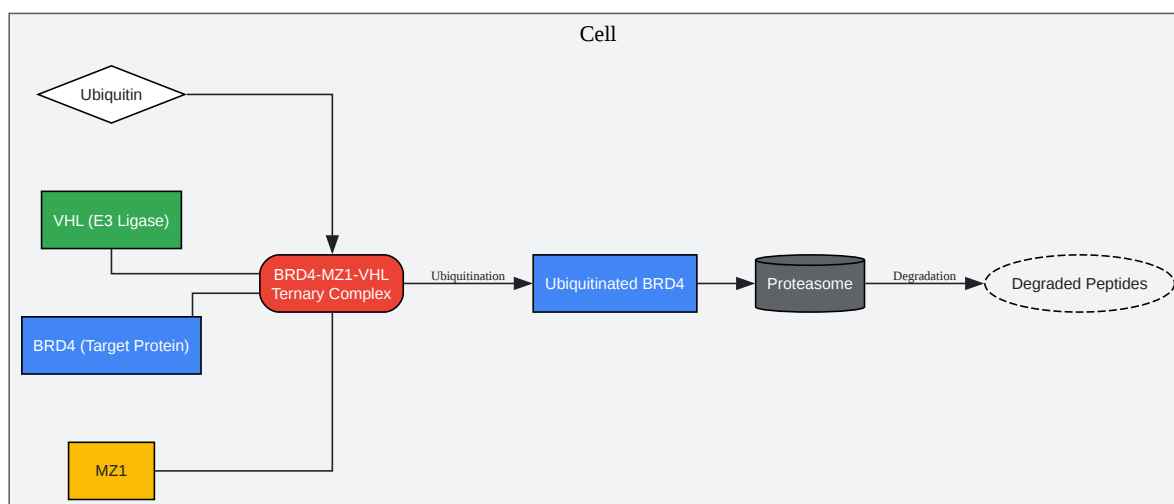 Cell
Ubiquitin
VHL (E3 Ligase)
BRD4-MZ1-VHL
Ternary Complex
Ubiquitination
Ubiquitinated BRD4
Proteasome
Degradation
Degraded Peptides
BRD4 (Target Protein)
MZ1